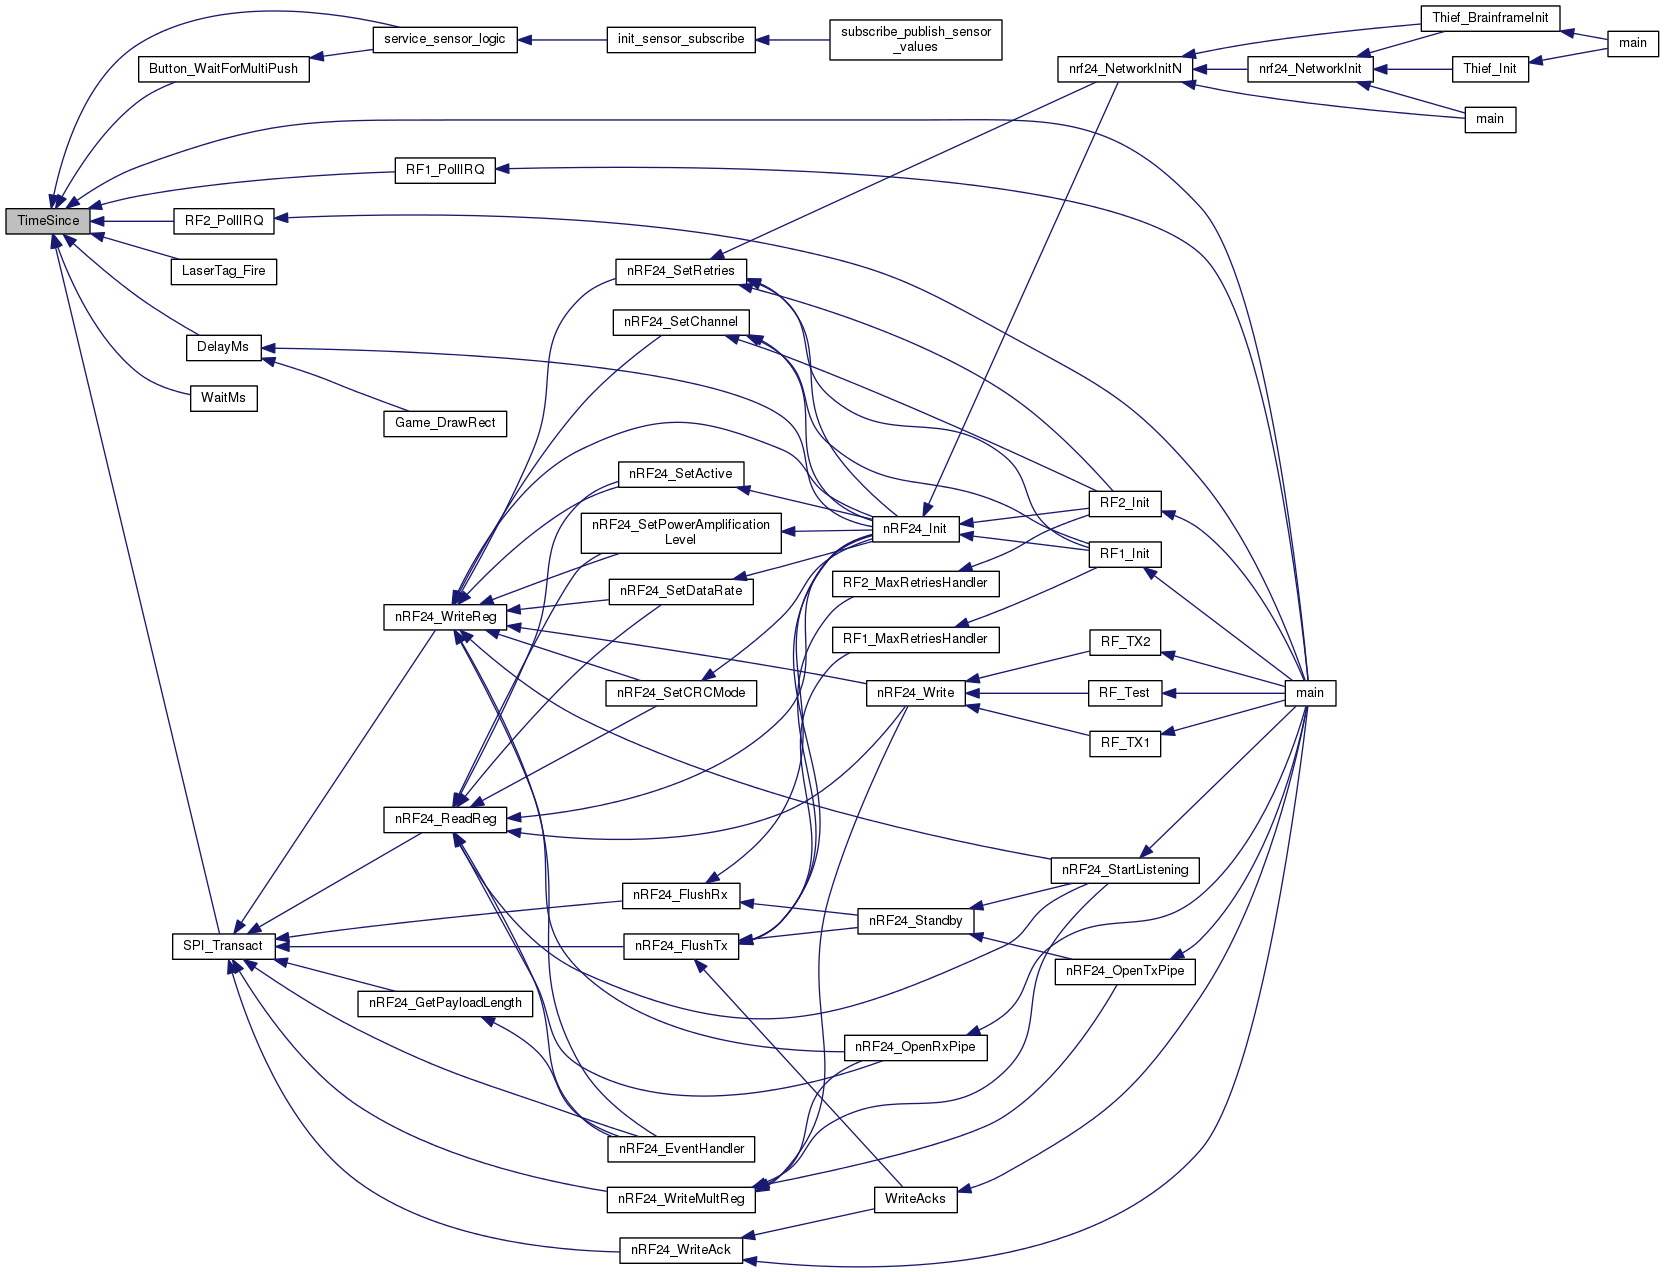 Thief_BrainframeInit
subscribe_publish_sensor
_values
service_sensor_logic
init_sensor_subscribe
main
Button_WaitForMultiPush
nrf24_NetworkInitN
nrf24_NetworkInit
Thief_Init
main
RF1_PollIRQ
TimeSince
RF2_PollIRQ
LaserTag_Fire
nRF24_SetRetries
nRF24_SetChannel
DelayMs
WaitMs
Game_DrawRect
nRF24_SetActive
RF2_Init
nRF24_SetPowerAmplification
Level
nRF24_Init
RF1_Init
RF2_MaxRetriesHandler
nRF24_SetDataRate
nRF24_WriteReg
RF1_MaxRetriesHandler
RF_TX2
nRF24_SetCRCMode
nRF24_Write
RF_Test
main
RF_TX1
nRF24_ReadReg
nRF24_StartListening
nRF24_FlushRx
nRF24_Standby
SPI_Transact
nRF24_FlushTx
nRF24_OpenTxPipe
nRF24_GetPayloadLength
nRF24_OpenRxPipe
nRF24_EventHandler
nRF24_WriteMultReg
WriteAcks
nRF24_WriteAck